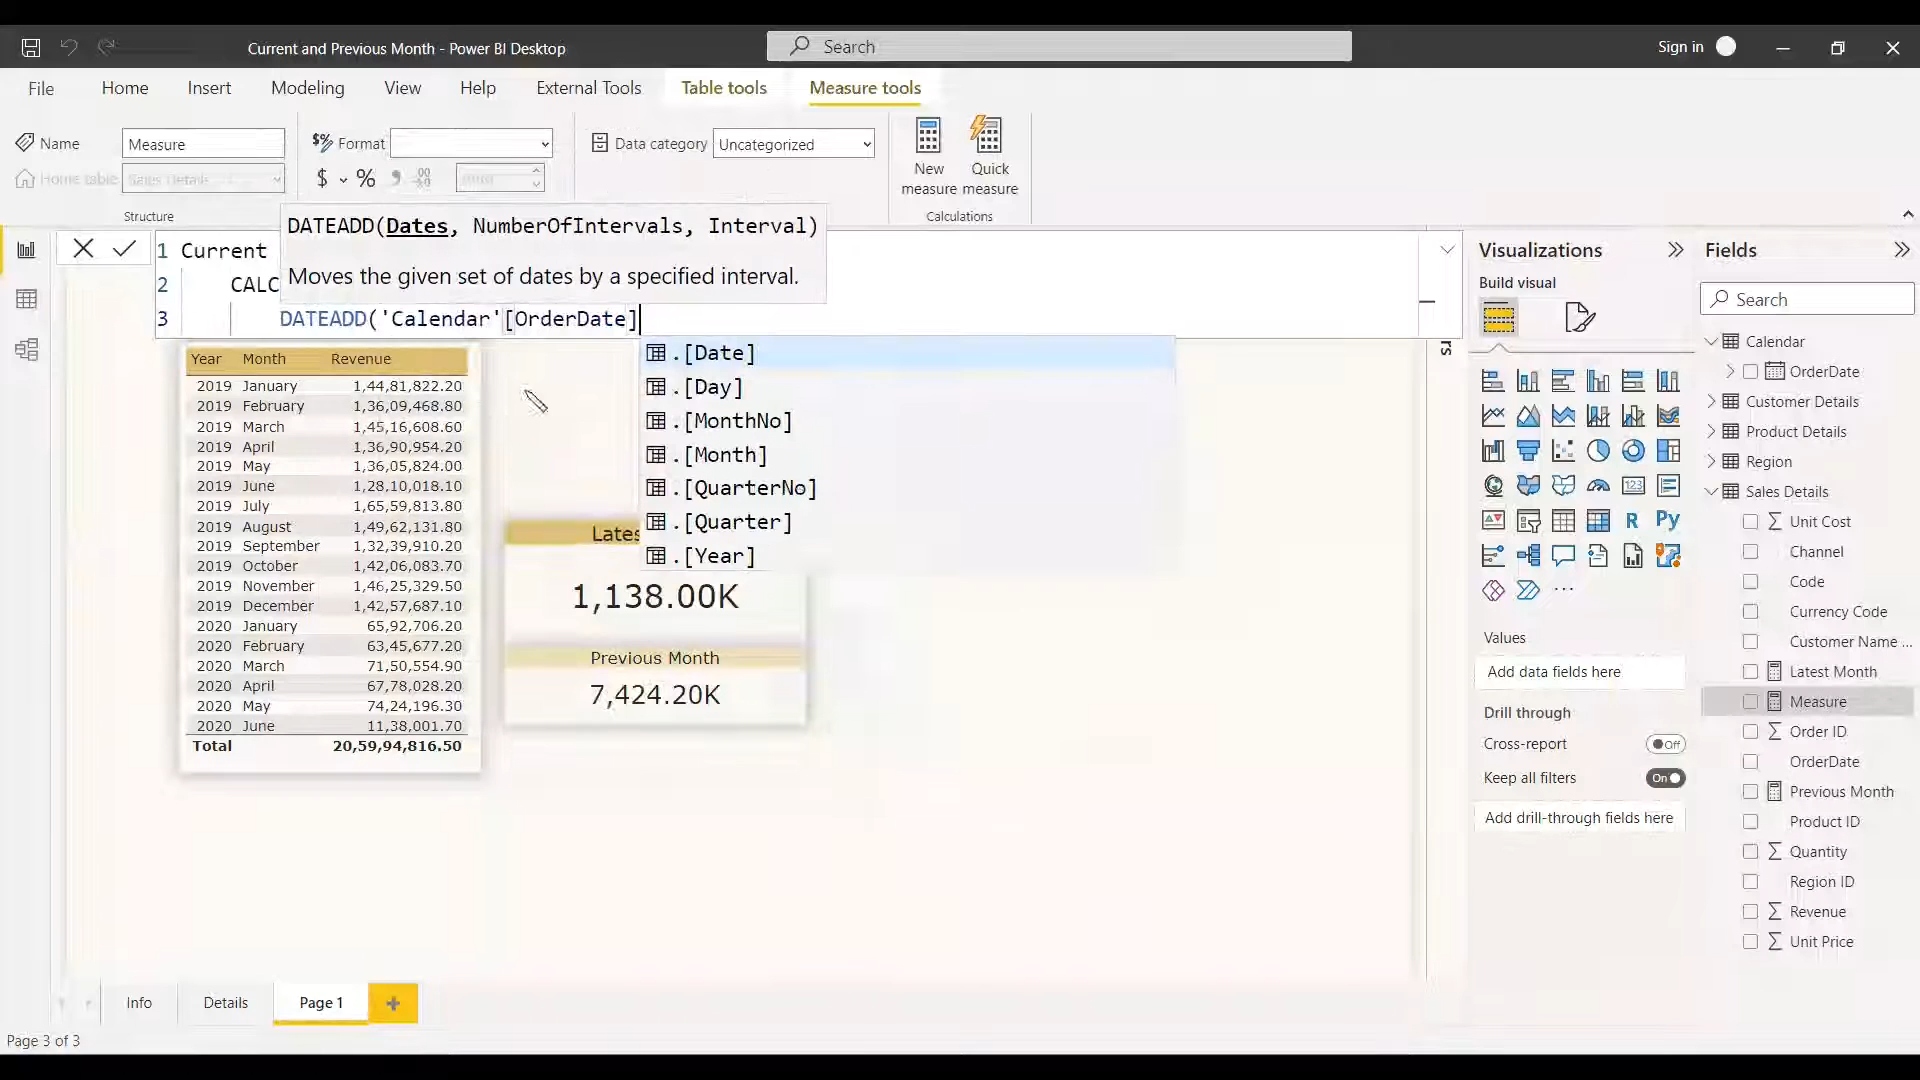 Current and Previous Month - Power BI Desktop
Search
Sign in
File Home Insert Modeling View Help External Tools Table tools Measure tools
Name Measure
Format
Data category Uncategorized
Home table Sales Details
$ % 9 .00
Auto
New measure
Quick measure
Structure
Calculations
DATEADD(Dates, NumberOfIntervals, Interval)
Moves the given set of dates by a specified interval.
1 Current
2 CALC
3 DATEADD('Calendar'[OrderDate]
.[Date]
.[Day]
.[MonthNo]
.[Month]
.[QuarterNo]
.[Quarter]
.[Year]
Year Month Revenue
2019 January 1,44,81,822.20
2019 February 1,36,09,468.80
2019 March 1,45,16,608.60
2019 April 1,36,90,954.20
2019 May 1,36,05,824.00
2019 June 1,28,10,018.10
2019 July 1,65,59,813.80
2019 August 1,49,62,131.80
2019 September 1,32,39,910.20
2019 October 1,42,06,083.70
2019 November 1,46,25,329.50
2019 December 1,42,57,687.10
2020 January 65,92,706.20
2020 February 63,45,677.20
2020 March 71,50,554.90
2020 April 67,78,028.20
2020 May 74,24,196.30
2020 June 11,38,001.70
Total 20,59,94,816.50
Lates
1,138.00K
Previous Month
7,424.20K
rs
Visualizations
Build visual
123
R Py
...
Values
Add data fields here
Drill through
Cross-report Off
Keep all filters On
Add drill-through fields here
Fields
Search
Calendar
OrderDate
Customer Details
Product Details
Region
Sales Details
Unit Cost
Channel
Code
Currency Code
Customer Name ...
Latest Month
Measure
Order ID
OrderDate
Previous Month
Product ID
Quantity
Region ID
Revenue
Unit Price
Info Details Page 1 +
Page 3 of 3